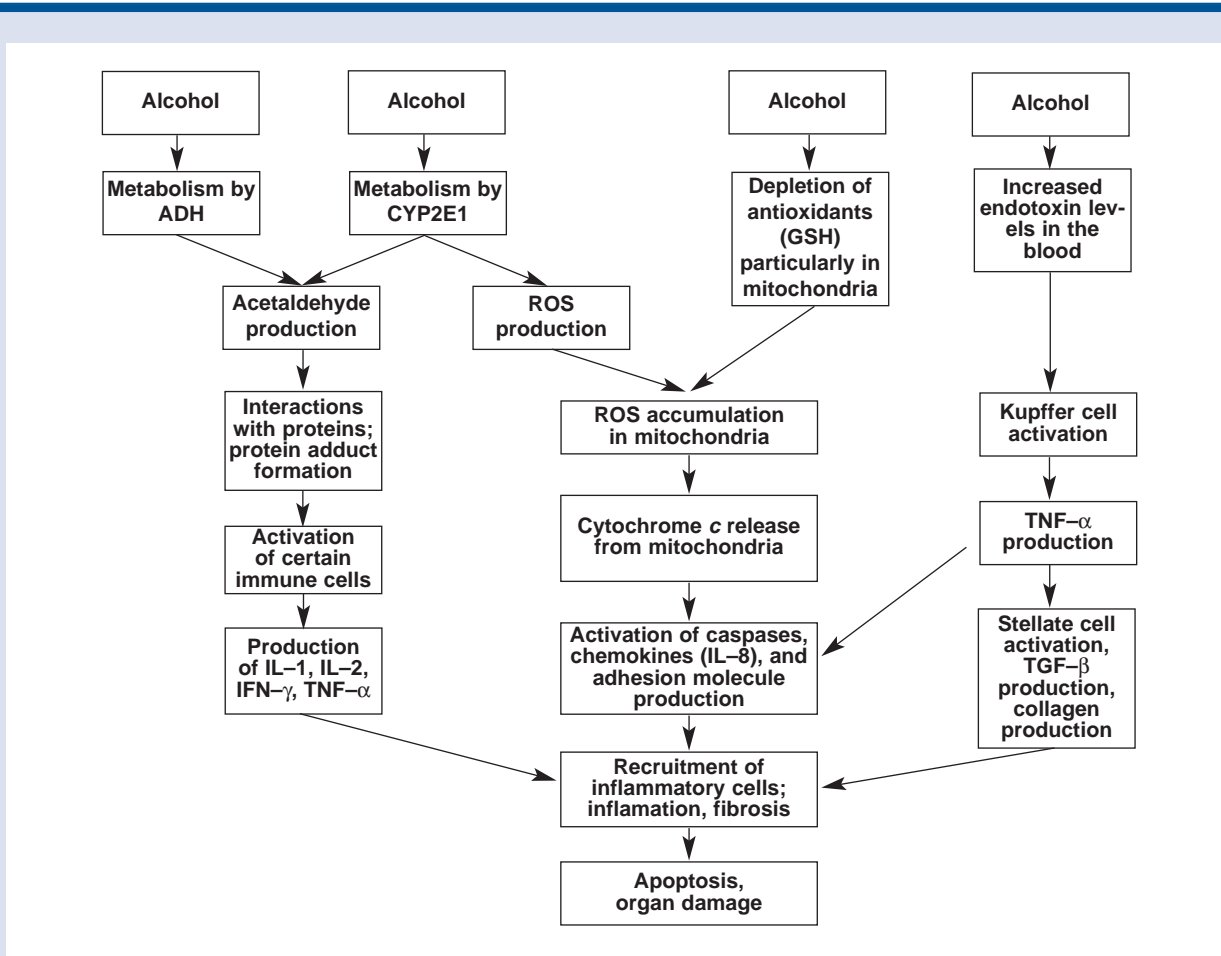 Alcohol
Alcohol
Alcohol
Alcohol
Metabolism by
ADH
Metabolism by
CYP2E1
Depletion of
antioxidants
(GSH)
particularly in
mitochondria
Increased
endotoxin lev-
els in the
blood
Acetaldehyde
production
ROS
production
Interactions
with proteins;
protein adduct
formation
ROS accumulation
in mitochondria
Kupffer cell
activation
Activation
of certain
immune cells
Cytochrome c release
from mitochondria
TNF–α
production
Production
of IL–1, IL–2,
IFN–γ, TNF–α
Activation of caspases,
chemokines (IL–8), and
adhesion molecule
production
Stellate cell
activation,
TGF–β
production,
collagen
production
Recruitment of
inflammatory cells;
inflamation, fibrosis
Apoptosis,
organ damage